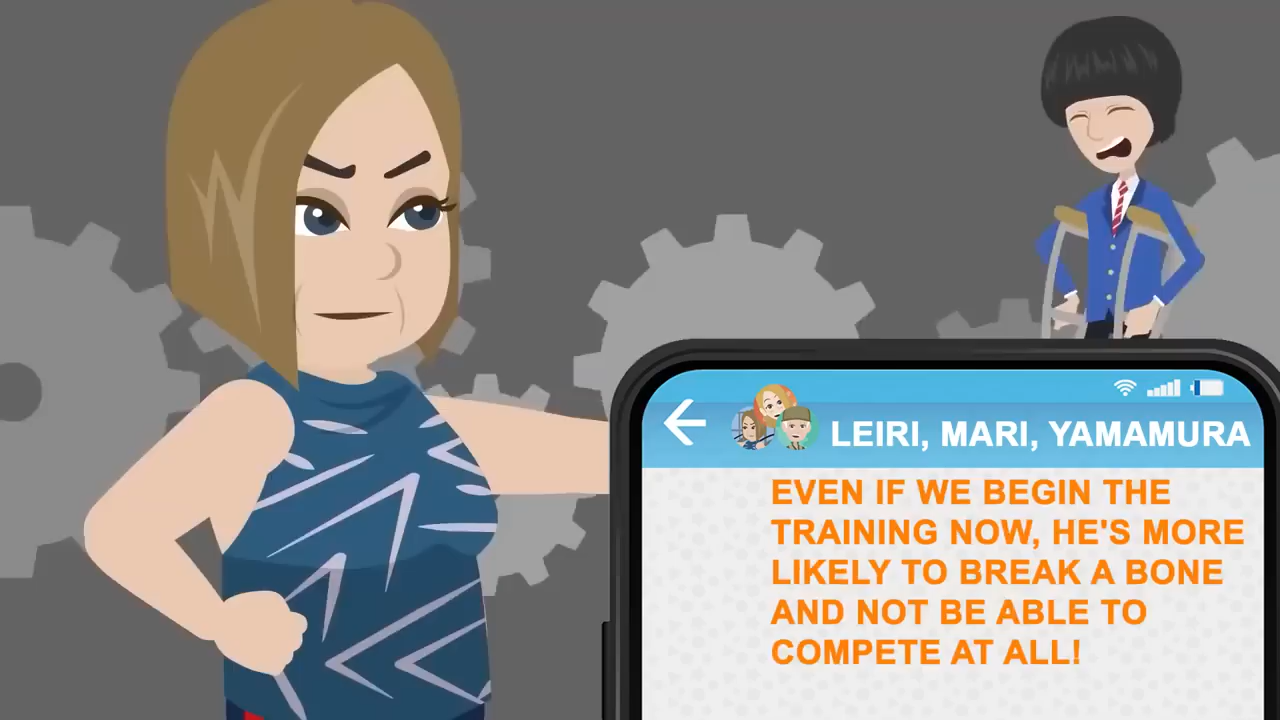 LEIRI, MARI, YAMAMURA
EVEN IF WE BEGIN THE
TRAINING NOW, HE'S MORE
LIKELY TO BREAK A BONE
AND NOT BE ABLE TO
COMPETE AT ALL!